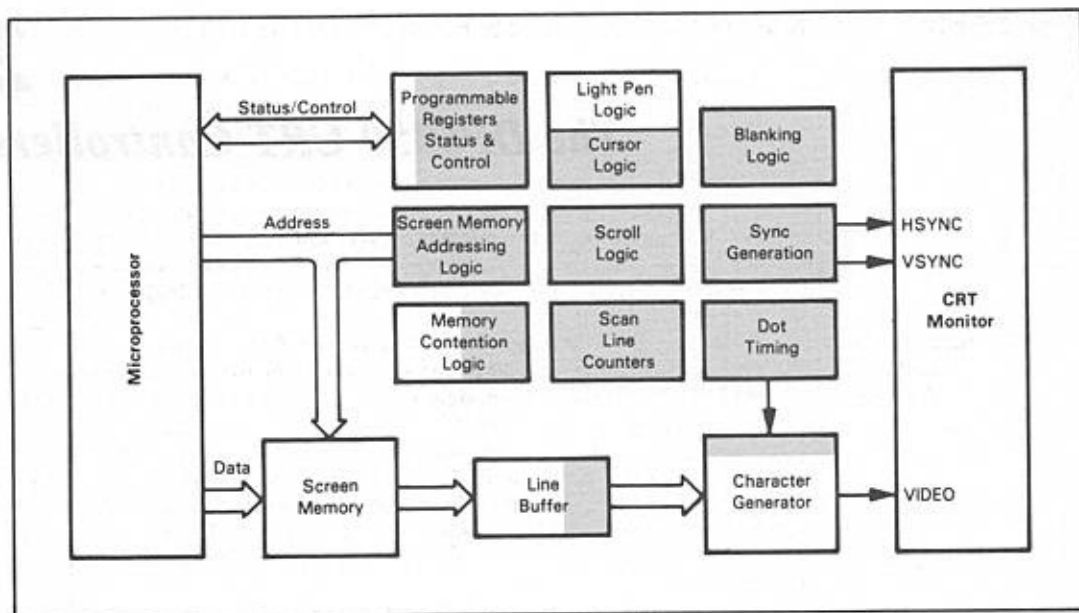 Microprocessor
Status/Control
Programmable
Registers
Status &
Control
Light Pen
Logic
Cursor
Logic
Blanking
Logic
Address
Screen Memory
Addressing
Logic
Scroll
Logic
Sync
Generation
HSYNC
VSYNC
CRT
Monitor
Memory
Contention
Logic
Scan
Line
Counters
Dot
Timing
Data
Screen
Memory
Line
Buffer
Character
Generator
VIDEO